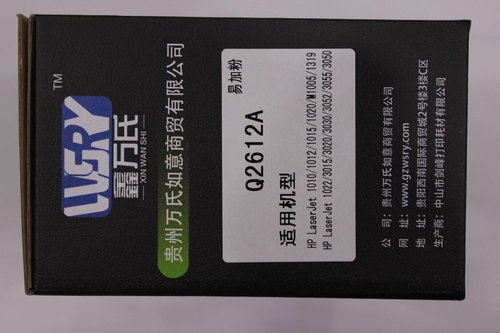 TM
WSRY
鑫万氏
XIN WAN SHI
贵州万氏如意商贸有限公司
易加粉
Q2612A
适用机型
HP LaserJet 1010/1012/1015/1020/M1005/1319
HP LaserJet 1022/3015/3020/3030/3052/3055/3050
公 司：贵州万氏如意商贸有限公司
网 址：www.gzwsry.com
地 址：贵阳西南国际商贸城2号楼3楼C区
生产商：中山市剑峰打印耗材有限公司